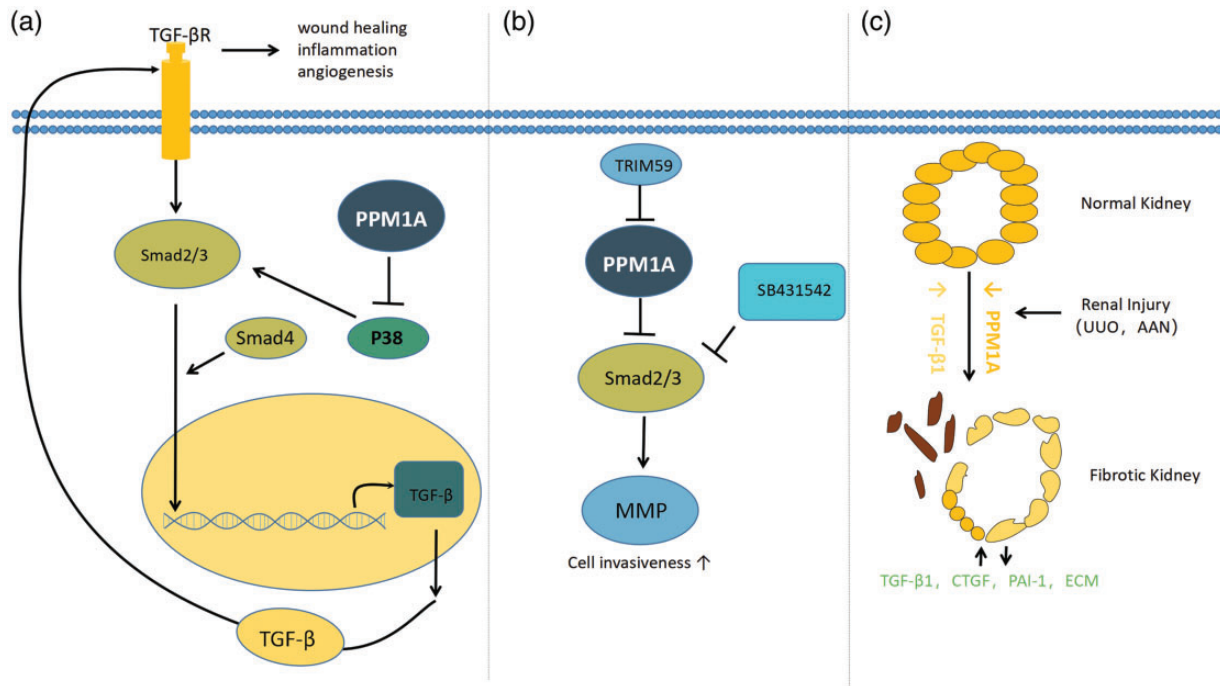 (a)
TGF-βR
wound healing
inflammation
angiogenesis
PPM1A
Smad2/3
Smad4
P38
TGF-β
TGF-β
(b)
TRIM59
PPM1A
SB431542
Smad2/3
MMP
Cell invasiveness ↑
(c)
Normal Kidney
↑ TGF-β1
↓ PPM1A
Renal Injury
(UUO, AAN)
Fibrotic Kidney
TGF-β1, CTGF, PAI-1, ECM